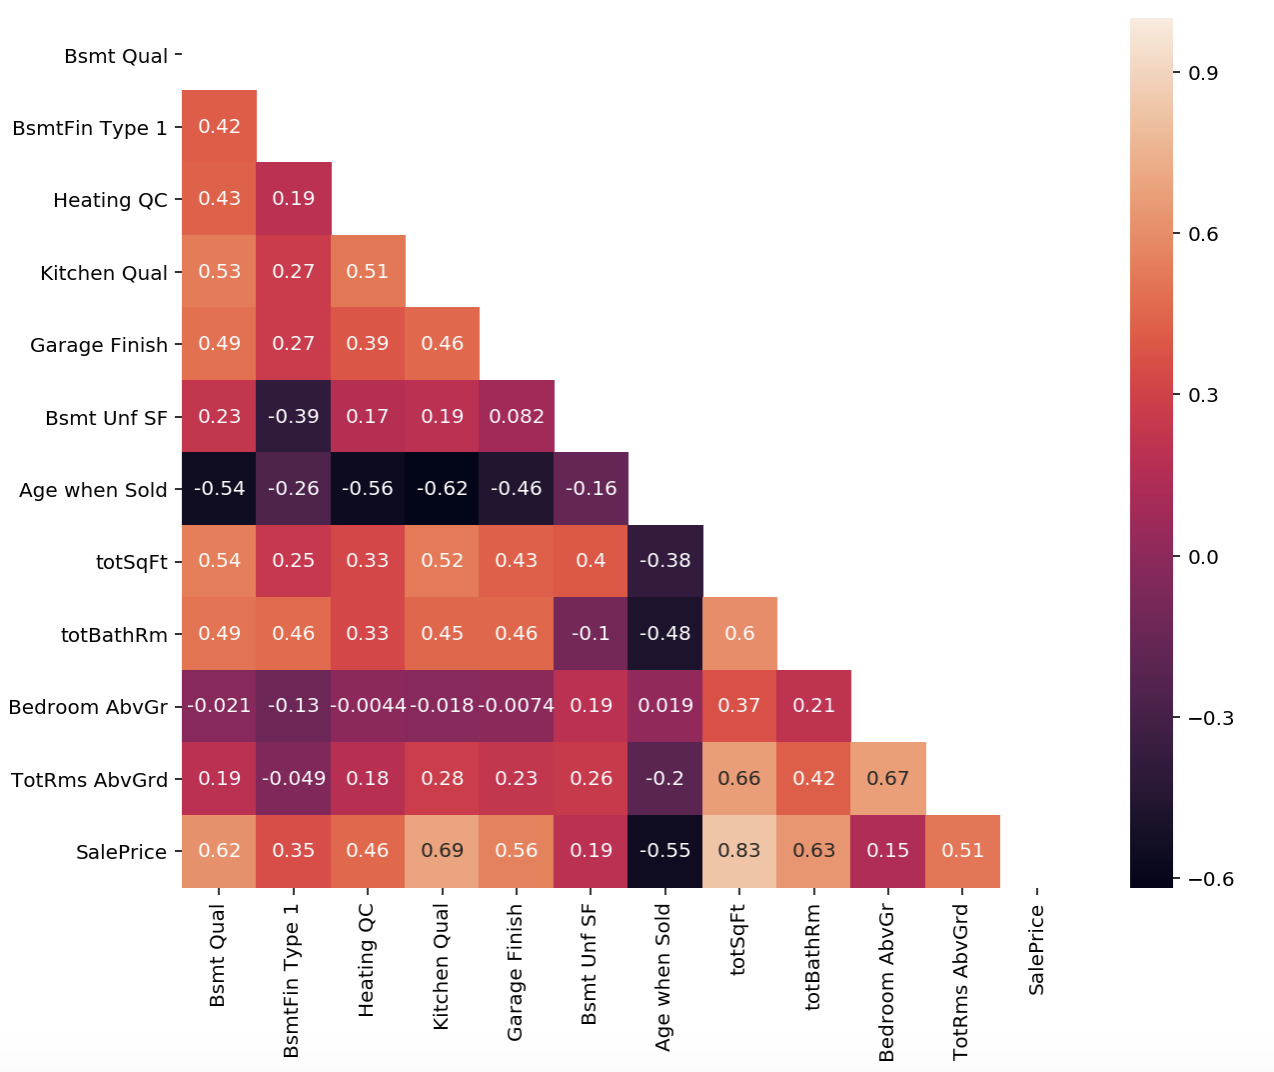 Bsmt Qual
BsmtFin Type 1 0.42
Heating QC 0.43 0.19
Kitchen Qual 0.53 0.27 0.51
Garage Finish 0.49 0.27 0.39 0.46
Bsmt Unf SF 0.23 -0.39 0.17 0.19 0.082
Age when Sold -0.54 -0.26 -0.56 -0.62 -0.46 -0.16
totSqFt 0.54 0.25 0.33 0.52 0.43 0.4 -0.38
totBathRm 0.49 0.46 0.33 0.45 0.46 -0.1 -0.48 0.6
Bedroom AbvGr -0.021 -0.13 -0.0044 -0.018 -0.0074 0.19 0.019 0.37 0.21
TotRms AbvGrd 0.19 -0.049 0.18 0.28 0.23 0.26 -0.2 0.66 0.42 0.67
SalePrice 0.62 0.35 0.46 0.69 0.56 0.19 -0.55 0.83 0.63 0.15 0.51
Bsmt Qual
BsmtFin Type 1
Heating QC
Kitchen Qual
Garage Finish
Bsmt Unf SF
Age when Sold
totSqFt
totBathRm
Bedroom AbvGr
TotRms AbvGrd
SalePrice
0.9
0.6
0.3
0.0
−0.3
−0.6